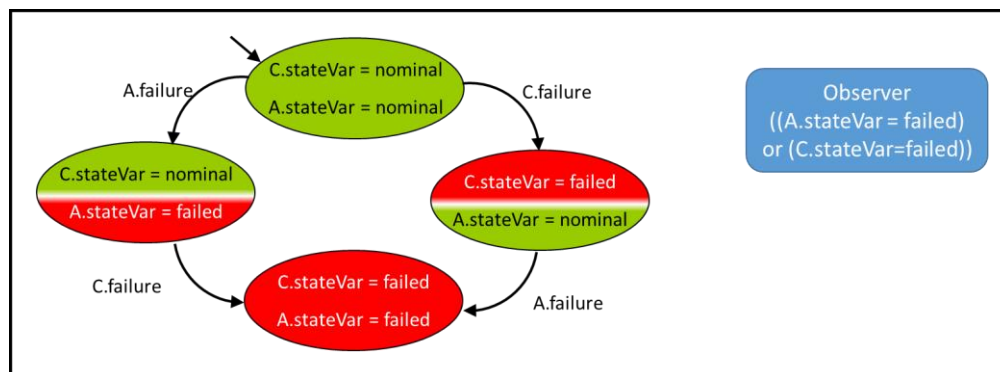 C.stateVar = nominal
A.stateVar = nominal
A.failure
C.failure
Observer
((A.stateVar = failed)
or (C.stateVar=failed))
C.stateVar = nominal
A.stateVar = failed
C.stateVar = failed
A.stateVar = nominal
C.failure
C.stateVar = failed
A.stateVar = failed
A.failure